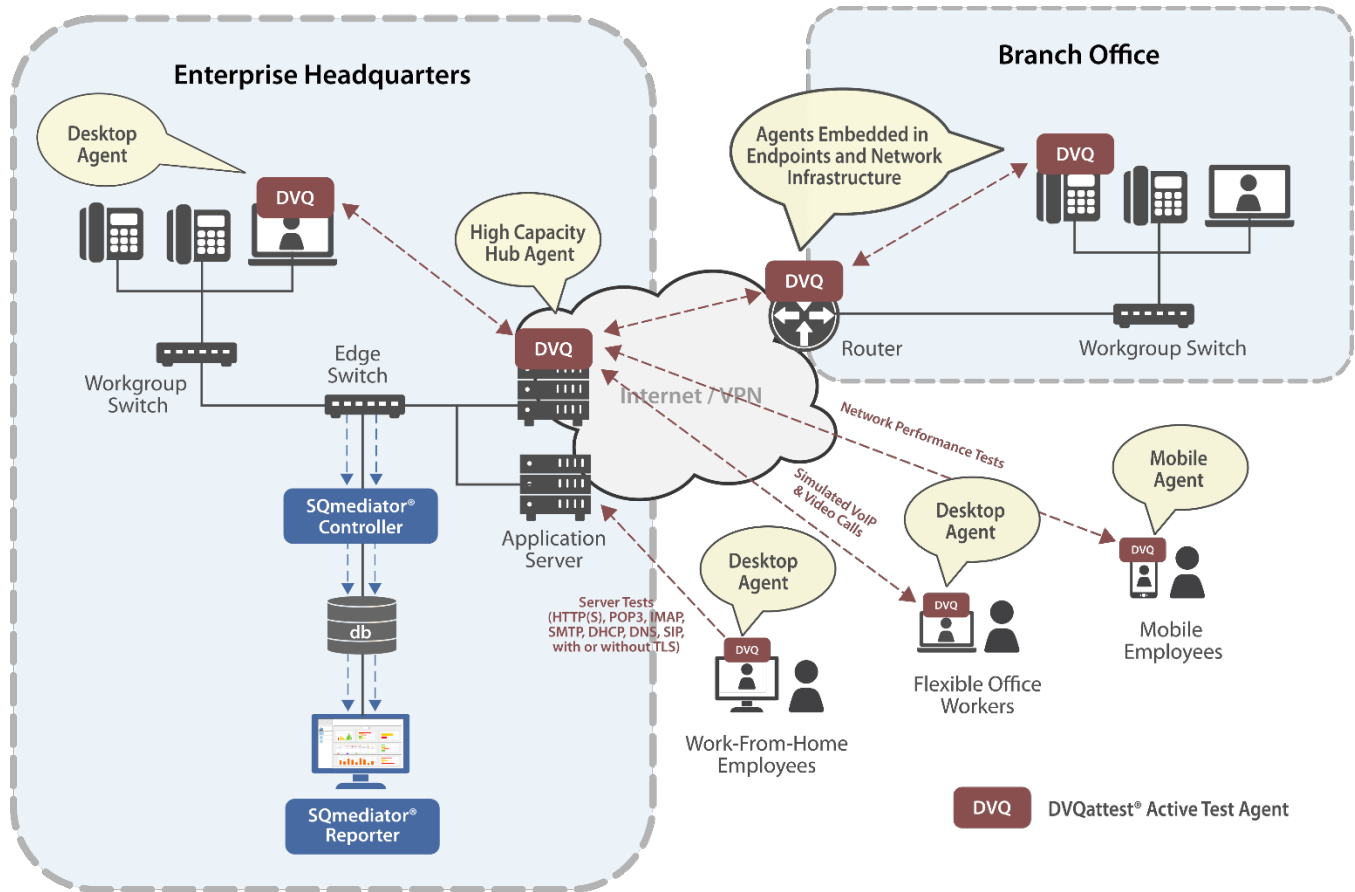 Enterprise Headquarters
Desktop
Agent
DVQ
High Capacity
Hub Agent
DVQ
Workgroup
Switch
Edge
Switch
Internet / VPN
SQmediator®
Controller
Application
Server
db
SQmediator®
Reporter
Branch Office
Agents Embedded in
Endpoints and Network
Infrastructure
DVQ
DVQ
Router
Workgroup Switch
Network Performance Tests
Simulated VoIP
& Video Calls
Server Tests
(HTTP(S), POP3, IMAP,
SMTP, DHCP, DNS, SIP,
with or without TLS)
Desktop
Agent
DVQ
Work-From-Home
Employees
Desktop
Agent
DVQ
Flexible Office
Workers
Mobile
Agent
DVQ
Mobile
Employees
DVQ
DVQattest® Active Test Agent